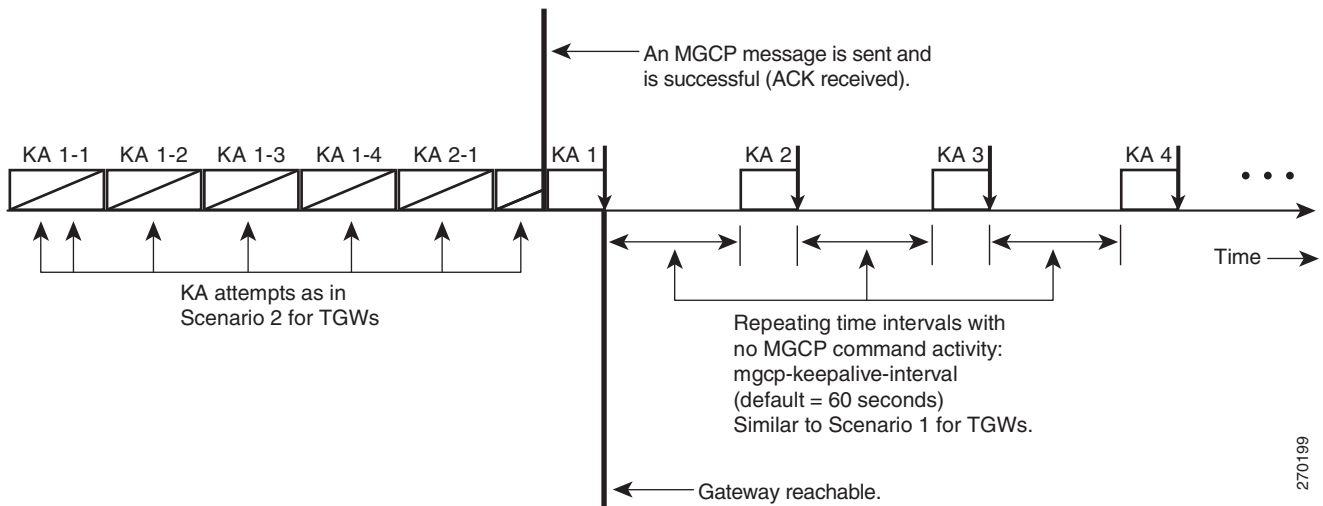 An MGCP message is sent and
is successful (ACK received).
KA 1-1 KA 1-2 KA 1-3 KA 1-4 KA 2-1 KA 1 KA 2 KA 3 KA 4
Time
KA attempts as in
Scenario 2 for TGWs
Repeating time intervals with
no MGCP command activity:
mgcp-keepalive-interval
(default = 60 seconds)
Similar to Scenario 1 for TGWs.
Gateway reachable.
270199